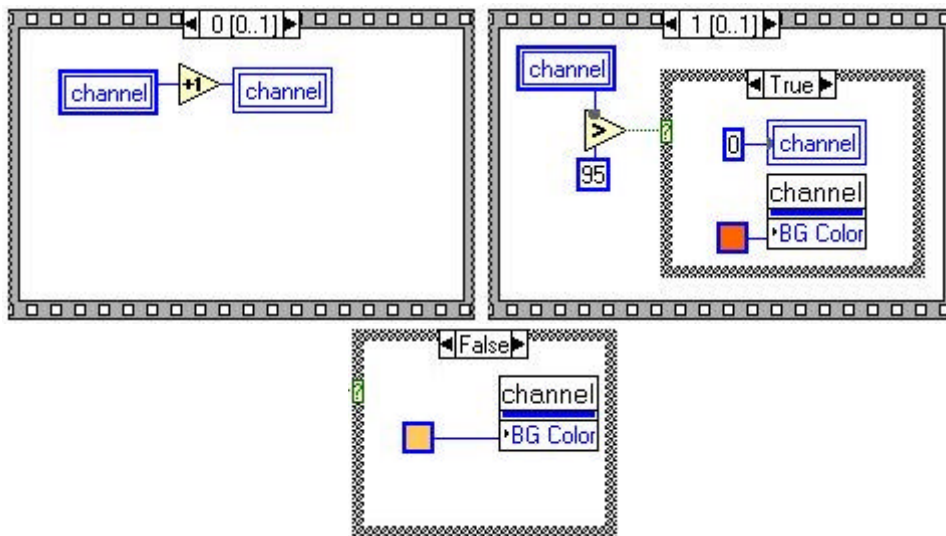 0 [0..1]
channel +1 channel
1 [0..1]
channel
>
95
?
True
0 channel
channel
BG Color
False
?
channel
BG Color